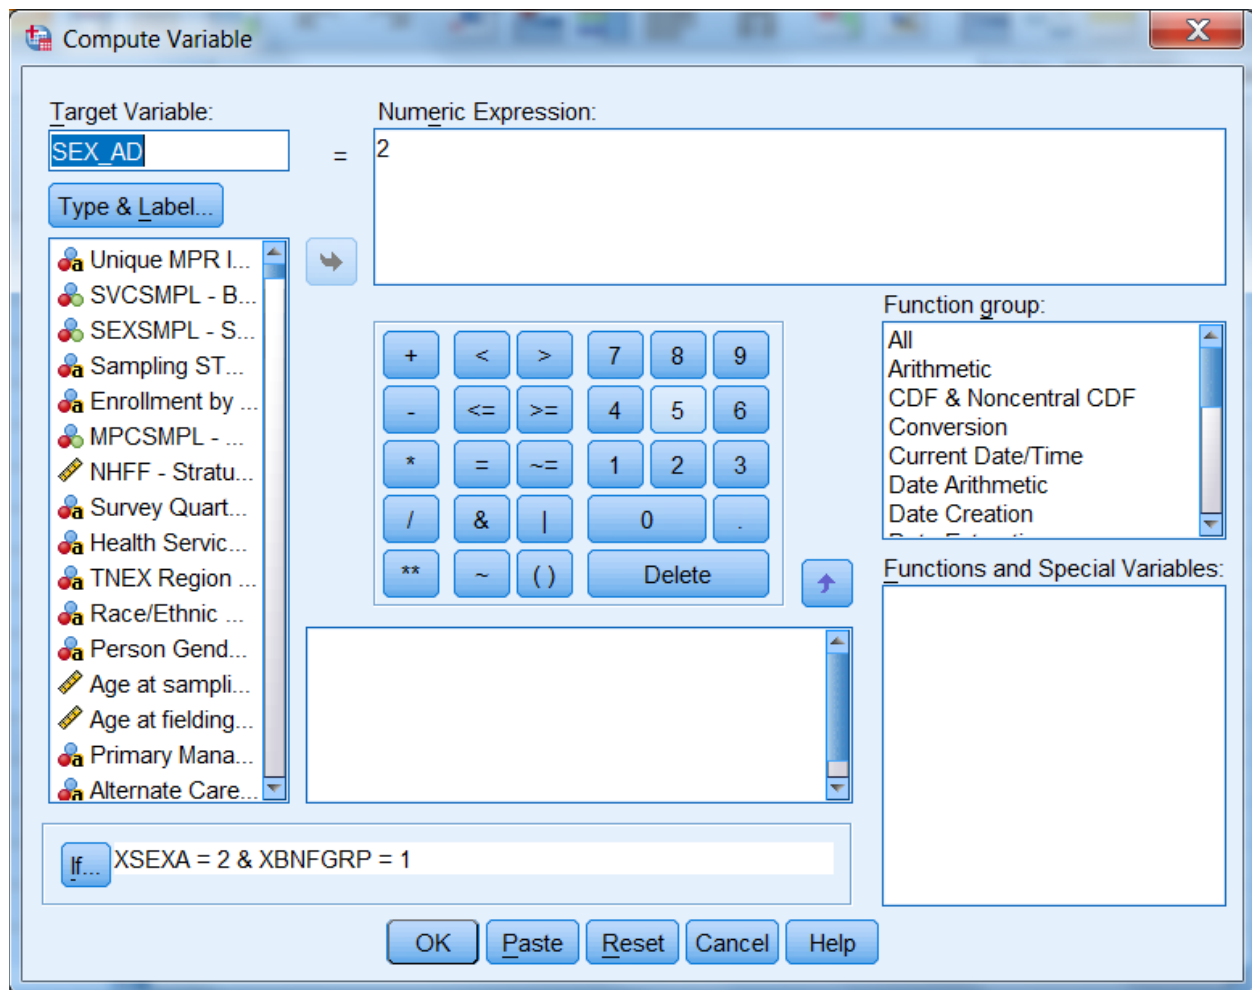 Compute Variable
X
Target Variable:
SEX_AD
=
Numeric Expression:
2
Type & Label...
Unique MPR I...
SVCSMPL - B...
SEXSMPL - S...
Sampling ST...
Enrollment by ...
MPCSMPL - ...
NHFF - Stratu...
Survey Quart...
Health Servic...
TNEX Region ...
Race/Ethnic ...
Person Gend...
Age at sampli...
Age at fielding...
Primary Mana...
Alternate Care...
+ < > 7 8 9
- <= >= 4 5 6
* = ~= 1 2 3
/ & | 0 .
** ~ ( ) Delete
Function group:
All
Arithmetic
CDF & Noncentral CDF
Conversion
Current Date/Time
Date Arithmetic
Date Creation
Functions and Special Variables:
If... XSEXA = 2 & XBNFGRP = 1
OK Paste Reset Cancel Help